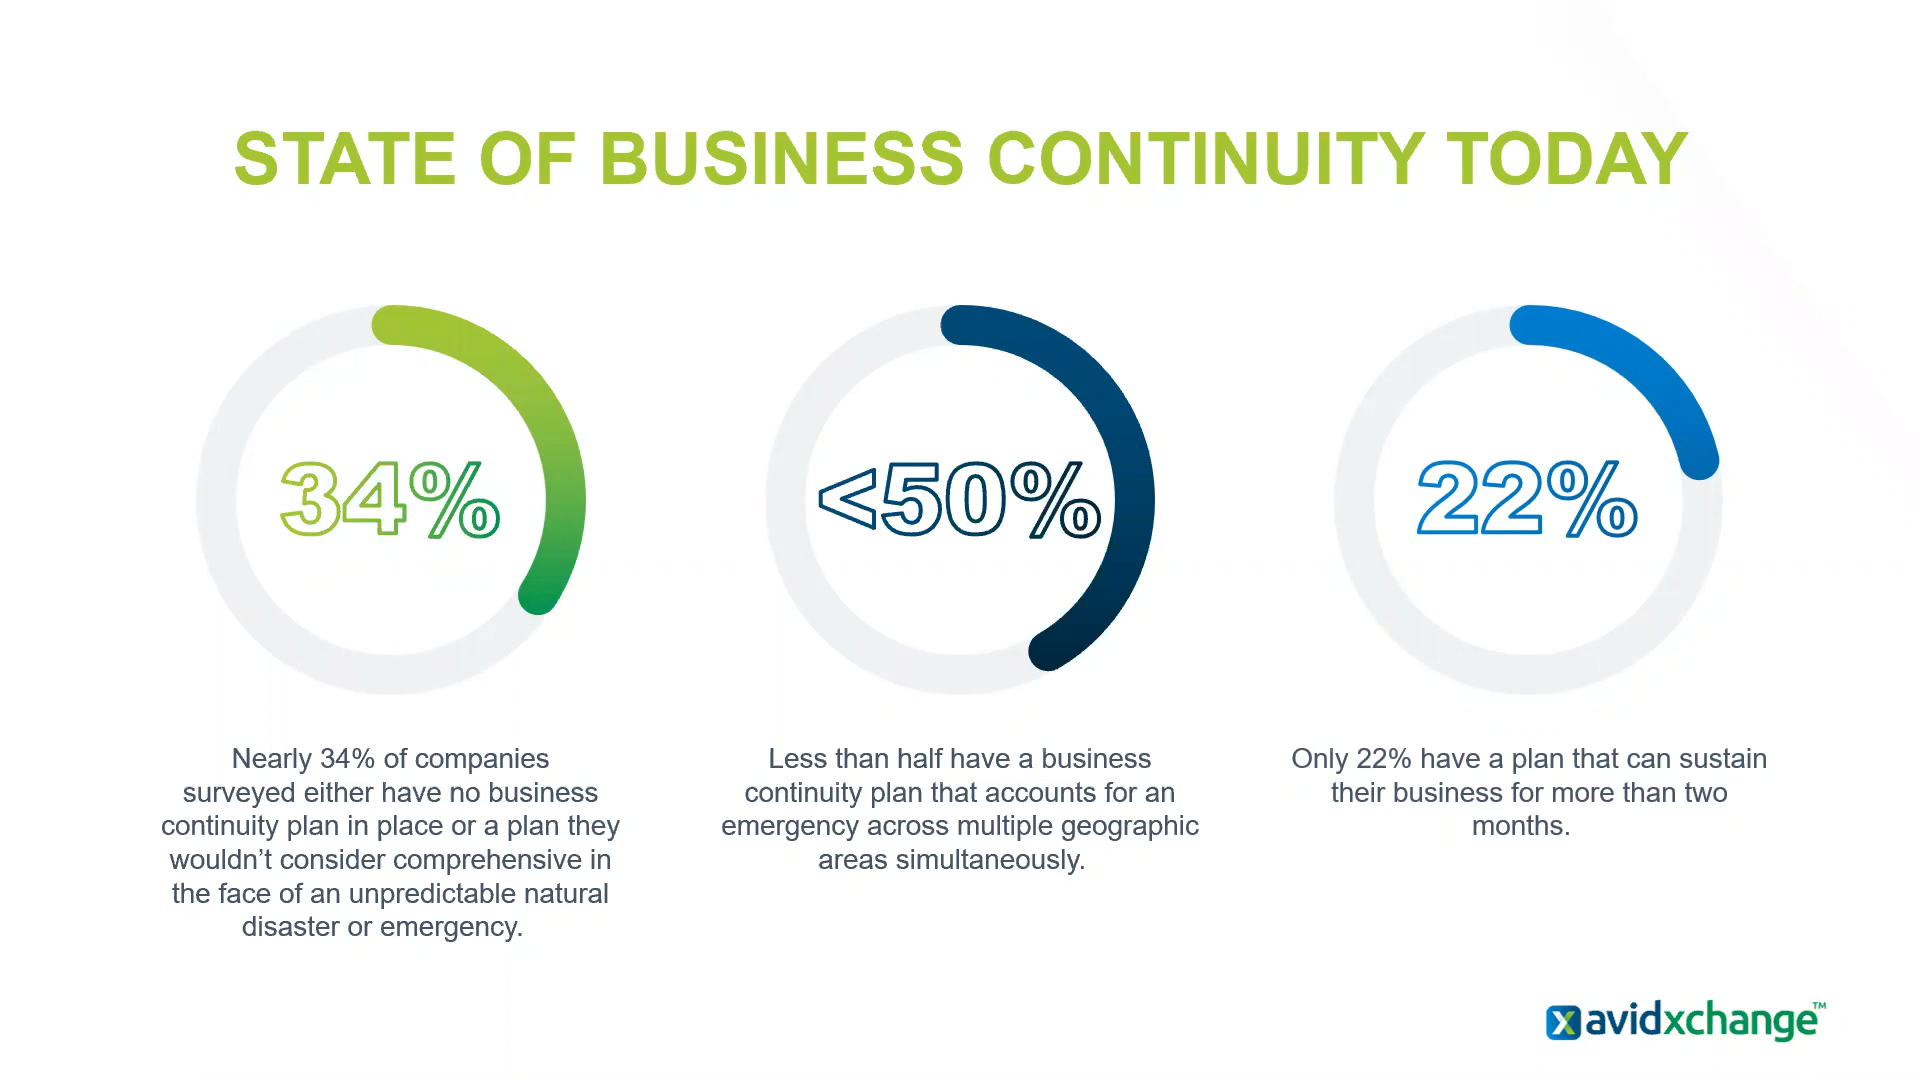 STATE OF BUSINESS CONTINUITY TODAY
34%
<50%
22%
Nearly 34% of companies
surveyed either have no business
continuity plan in place or a plan they
wouldn’t consider comprehensive in
the face of an unpredictable natural
disaster or emergency.
Less than half have a business
continuity plan that accounts for an
emergency across multiple geographic
areas simultaneously.
Only 22% have a plan that can sustain
their business for more than two
months.
avidxchange™